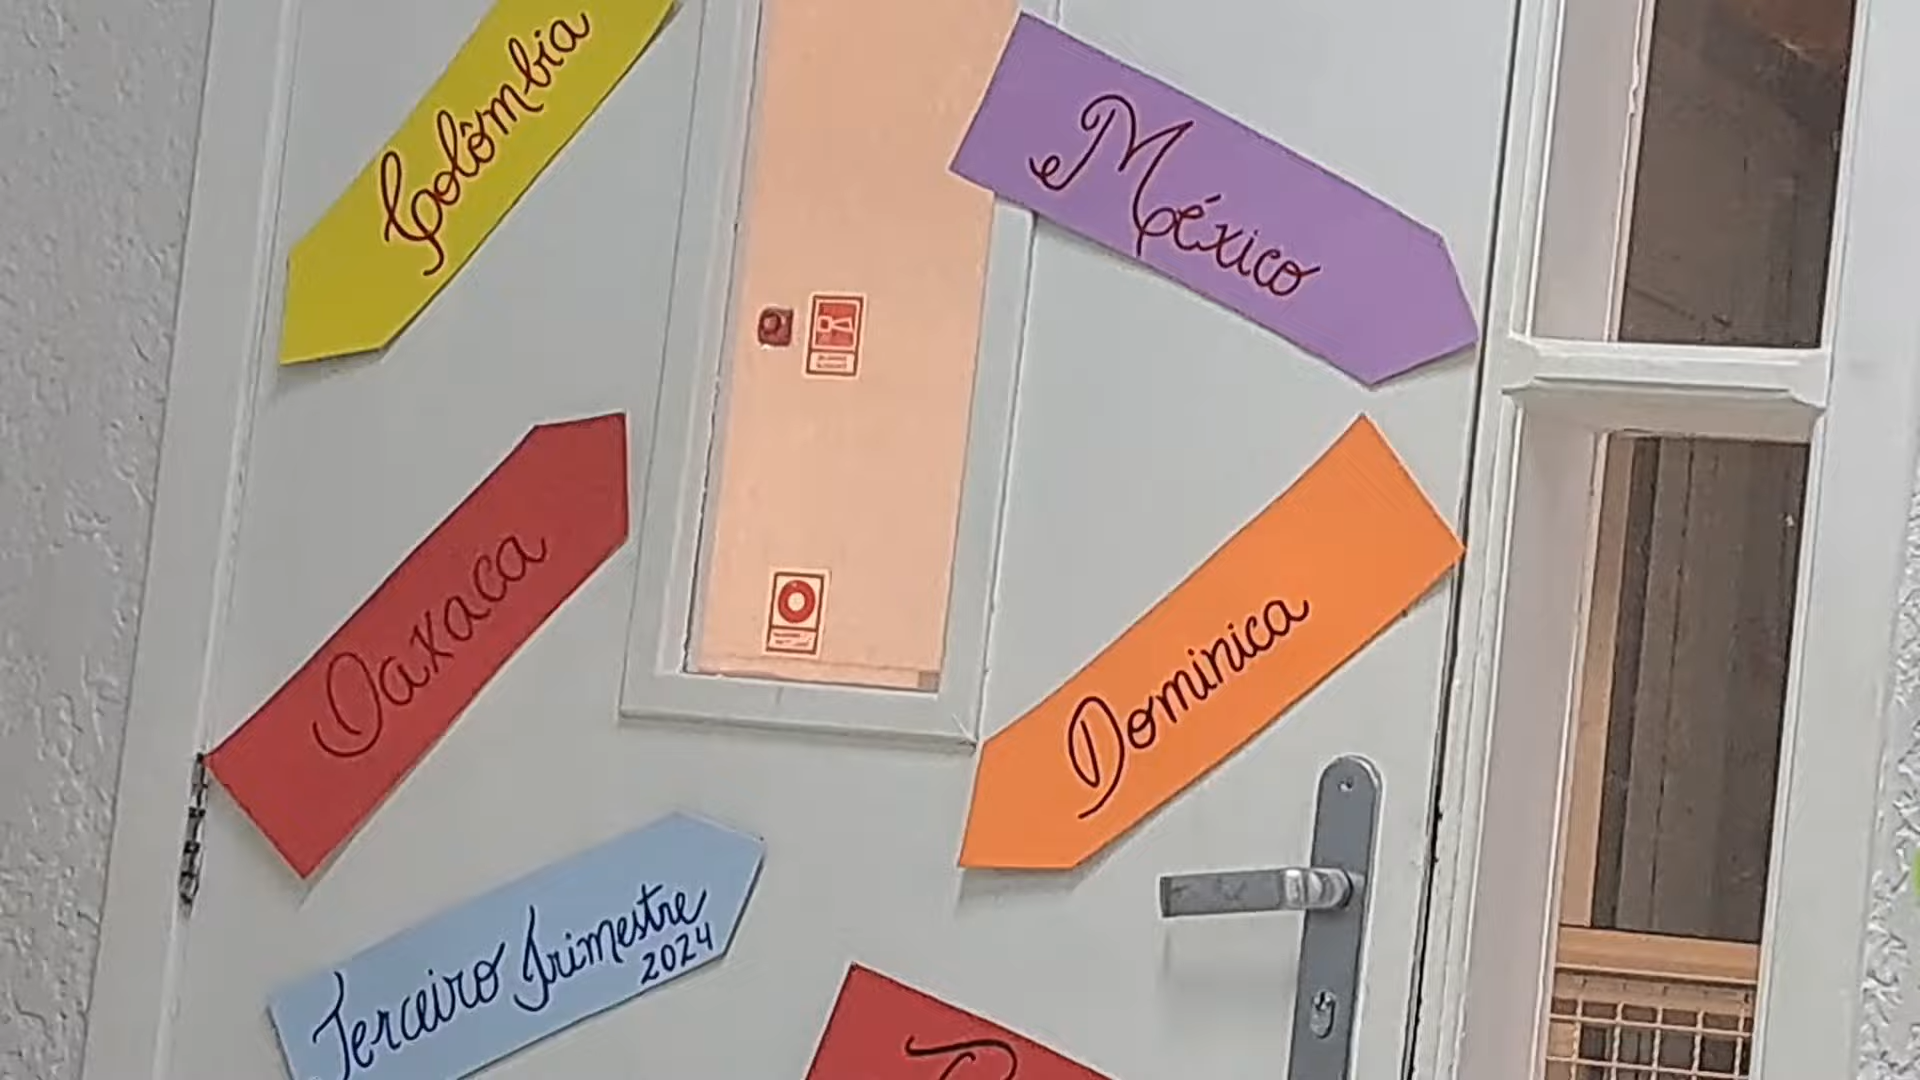 Colômbia
México
Oaxaca
Dominica
Terceiro Trimestre
2024